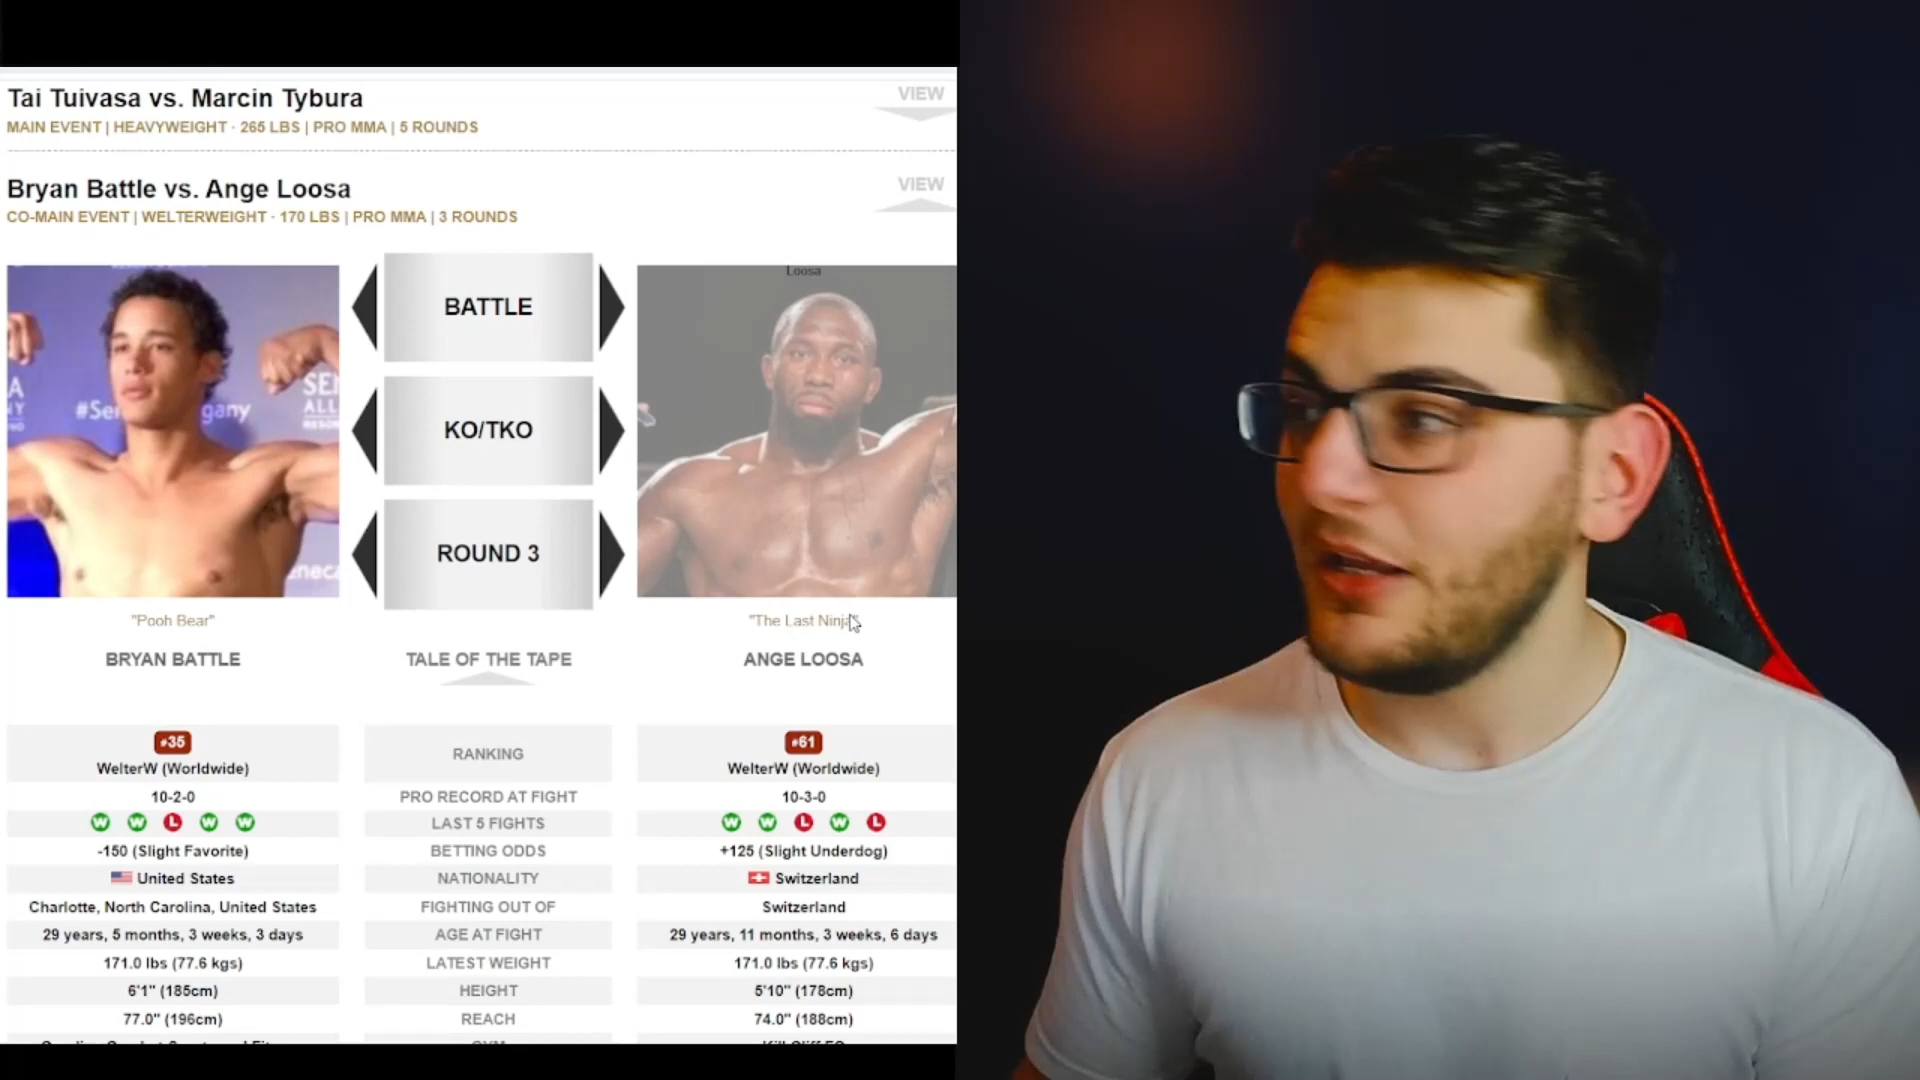 Tai Tuivasa vs. Marcin Tybura
VIEW
MAIN EVENT | HEAVYWEIGHT · 265 LBS | PRO MMA | 5 ROUNDS
Bryan Battle vs. Ange Loosa
VIEW
CO-MAIN EVENT | WELTERWEIGHT · 170 LBS | PRO MMA | 3 ROUNDS
Loosa
BATTLE
KO/TKO
ROUND 3
"Pooh Bear"
"The Last Ninja"
BRYAN BATTLE TALE OF THE TAPE ANGE LOOSA
#35 #61
WelterW (Worldwide) RANKING WelterW (Worldwide)
10-2-0 PRO RECORD AT FIGHT 10-3-0
W W L W W LAST 5 FIGHTS W W L W L
-150 (Slight Favorite) BETTING ODDS +125 (Slight Underdog)
United States NATIONALITY Switzerland
Charlotte, North Carolina, United States FIGHTING OUT OF Switzerland
29 years, 5 months, 3 weeks, 3 days AGE AT FIGHT 29 years, 11 months, 3 weeks, 6 days
171.0 lbs (77.6 kgs) LATEST WEIGHT 171.0 lbs (77.6 kgs)
6'1" (185cm) HEIGHT 5'10" (178cm)
77.0" (196cm) REACH 74.0" (188cm)